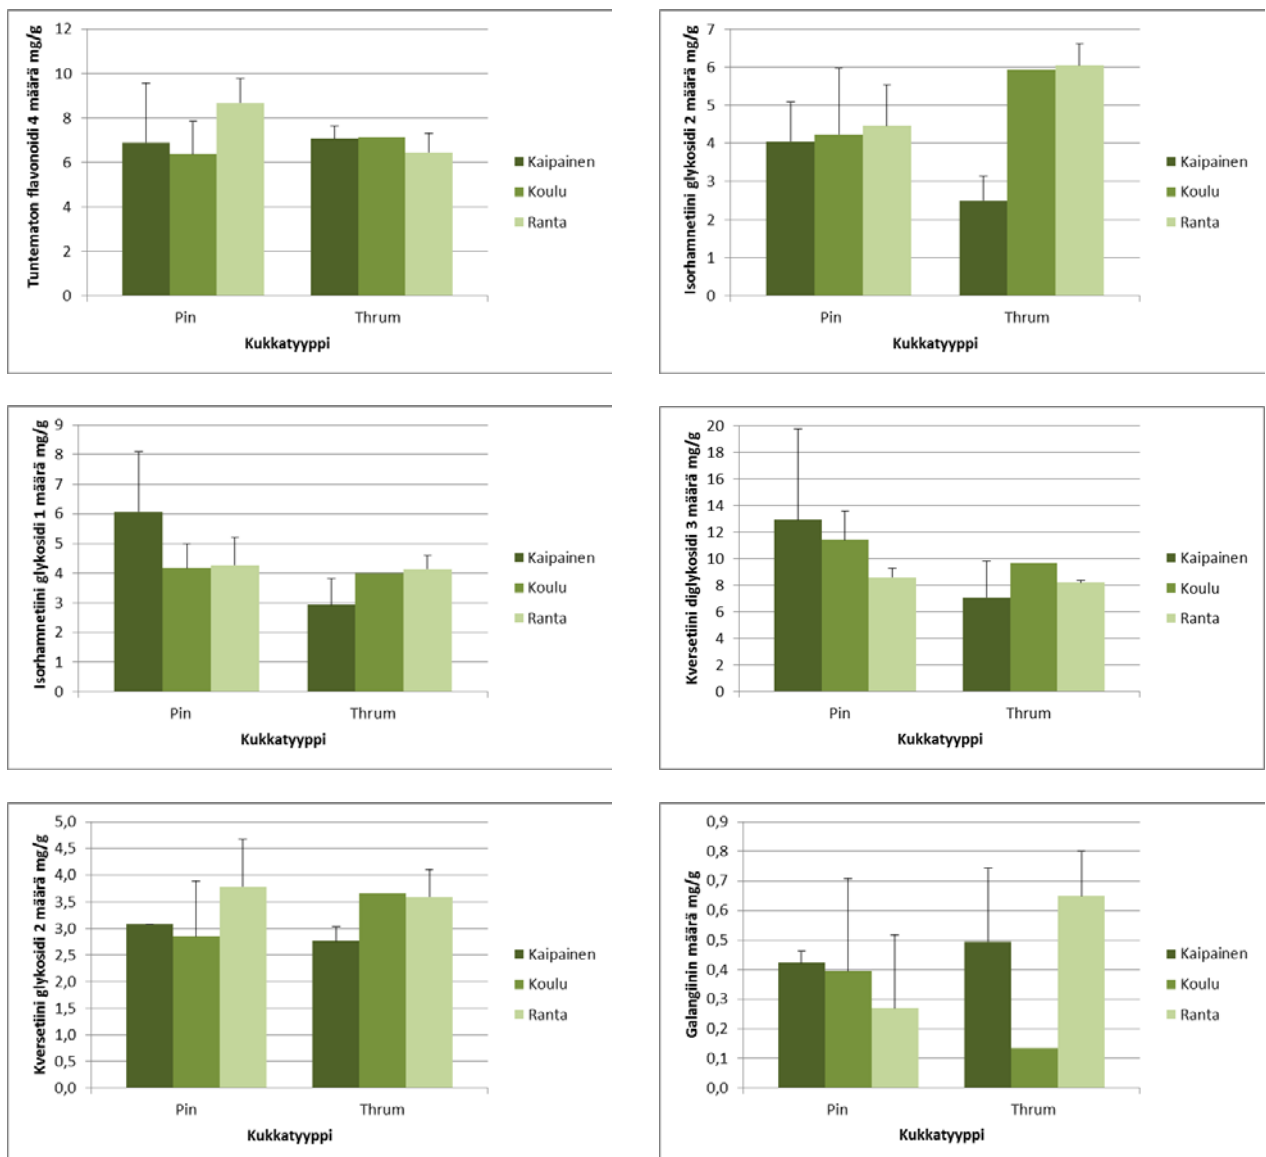 Tuntematon flavonoidi 4 määrä mg/g
12
10
8
6
4
2
0
Pin
Thrum
Kukkatyyppi
Kaipainen
Koulu
Ranta
Isorhamnetiini glykosidi 2 määrä mg/g
7
6
5
4
3
2
1
0
Pin
Thrum
Kukkatyyppi
Kaipainen
Koulu
Ranta
Isorhamnetiini glykosidi 1 määrä mg/g
9
8
7
6
5
4
3
2
1
0
Pin
Thrum
Kukkatyyppi
Kaipainen
Koulu
Ranta
Kversetiini diglykosidi 3 määrä mg/g
20
18
16
14
12
10
8
6
4
2
0
Pin
Thrum
Kukkatyyppi
Kaipainen
Koulu
Ranta
Kversetiini glykosidi 2 määrä mg/g
5,0
4,5
4,0
3,5
3,0
2,5
2,0
1,5
1,0
0,5
0,0
Pin
Thrum
Kukkatyyppi
Kaipainen
Koulu
Ranta
Galangiinin määrä mg/g
0,9
0,8
0,7
0,6
0,5
0,4
0,3
0,2
0,1
0,0
Pin
Thrum
Kukkatyyppi
Kaipainen
Koulu
Ranta